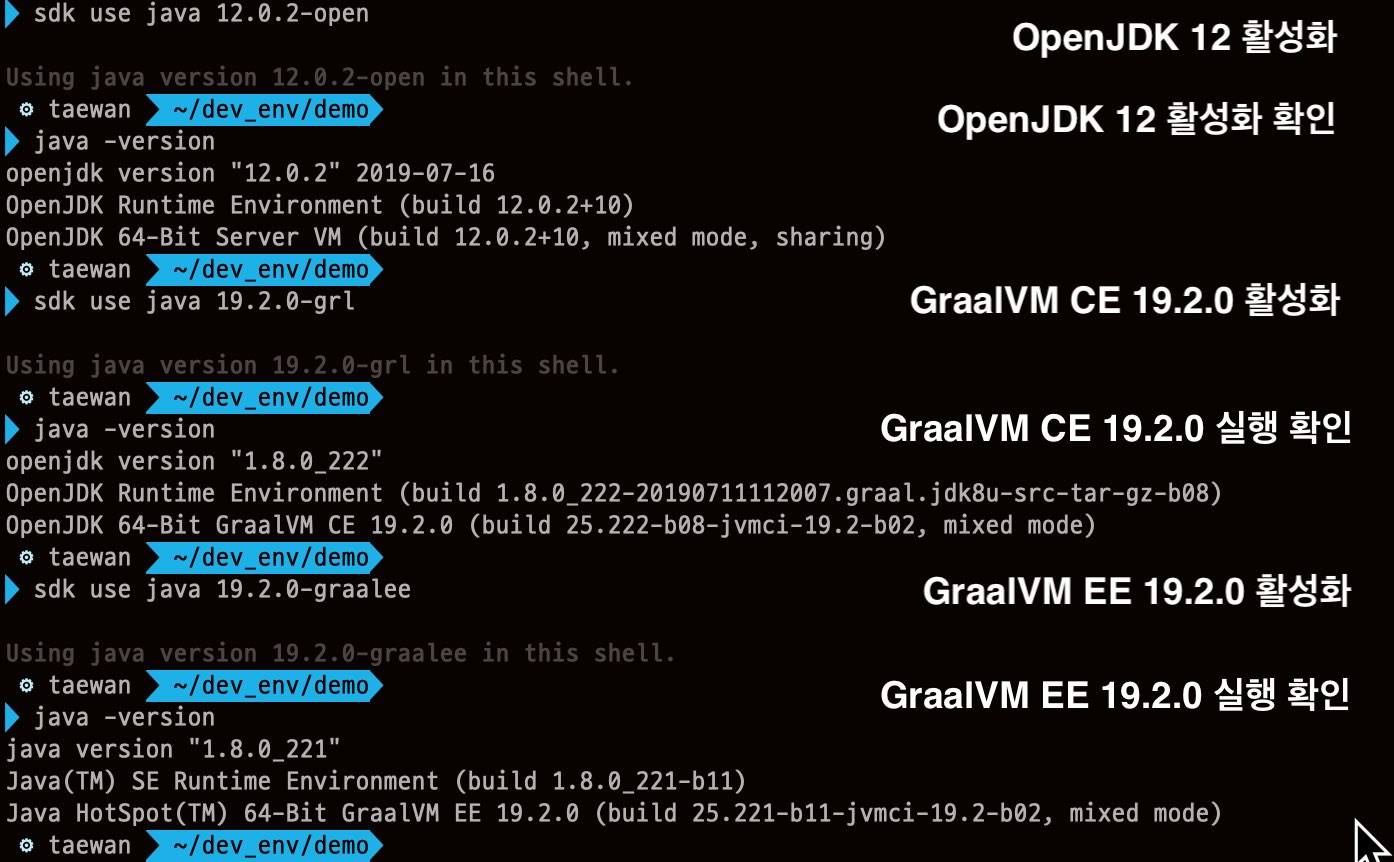 sdk use java 12.0.2-open
OpenJDK 12 활성화
Using java version 12.0.2-open in this shell.
⚙ taewan ~/dev_env/demo
OpenJDK 12 활성화 확인
java -version
openjdk version "12.0.2" 2019-07-16
OpenJDK Runtime Environment (build 12.0.2+10)
OpenJDK 64-Bit Server VM (build 12.0.2+10, mixed mode, sharing)
⚙ taewan ~/dev_env/demo
sdk use java 19.2.0-grl
GraalVM CE 19.2.0 활성화
Using java version 19.2.0-grl in this shell.
⚙ taewan ~/dev_env/demo
java -version
GraalVM CE 19.2.0 실행 확인
openjdk version "1.8.0_222"
OpenJDK Runtime Environment (build 1.8.0_222-20190711112007.graal.jdk8u-src-tar-gz-b08)
OpenJDK 64-Bit GraalVM CE 19.2.0 (build 25.222-b08-jvmci-19.2-b02, mixed mode)
⚙ taewan ~/dev_env/demo
sdk use java 19.2.0-graalee
GraalVM EE 19.2.0 활성화
Using java version 19.2.0-graalee in this shell.
⚙ taewan ~/dev_env/demo
GraalVM EE 19.2.0 실행 확인
java -version
java version "1.8.0_221"
Java(TM) SE Runtime Environment (build 1.8.0_221-b11)
Java HotSpot(TM) 64-Bit GraalVM EE 19.2.0 (build 25.221-b11-jvmci-19.2-b02, mixed mode)
⚙ taewan ~/dev_env/demo